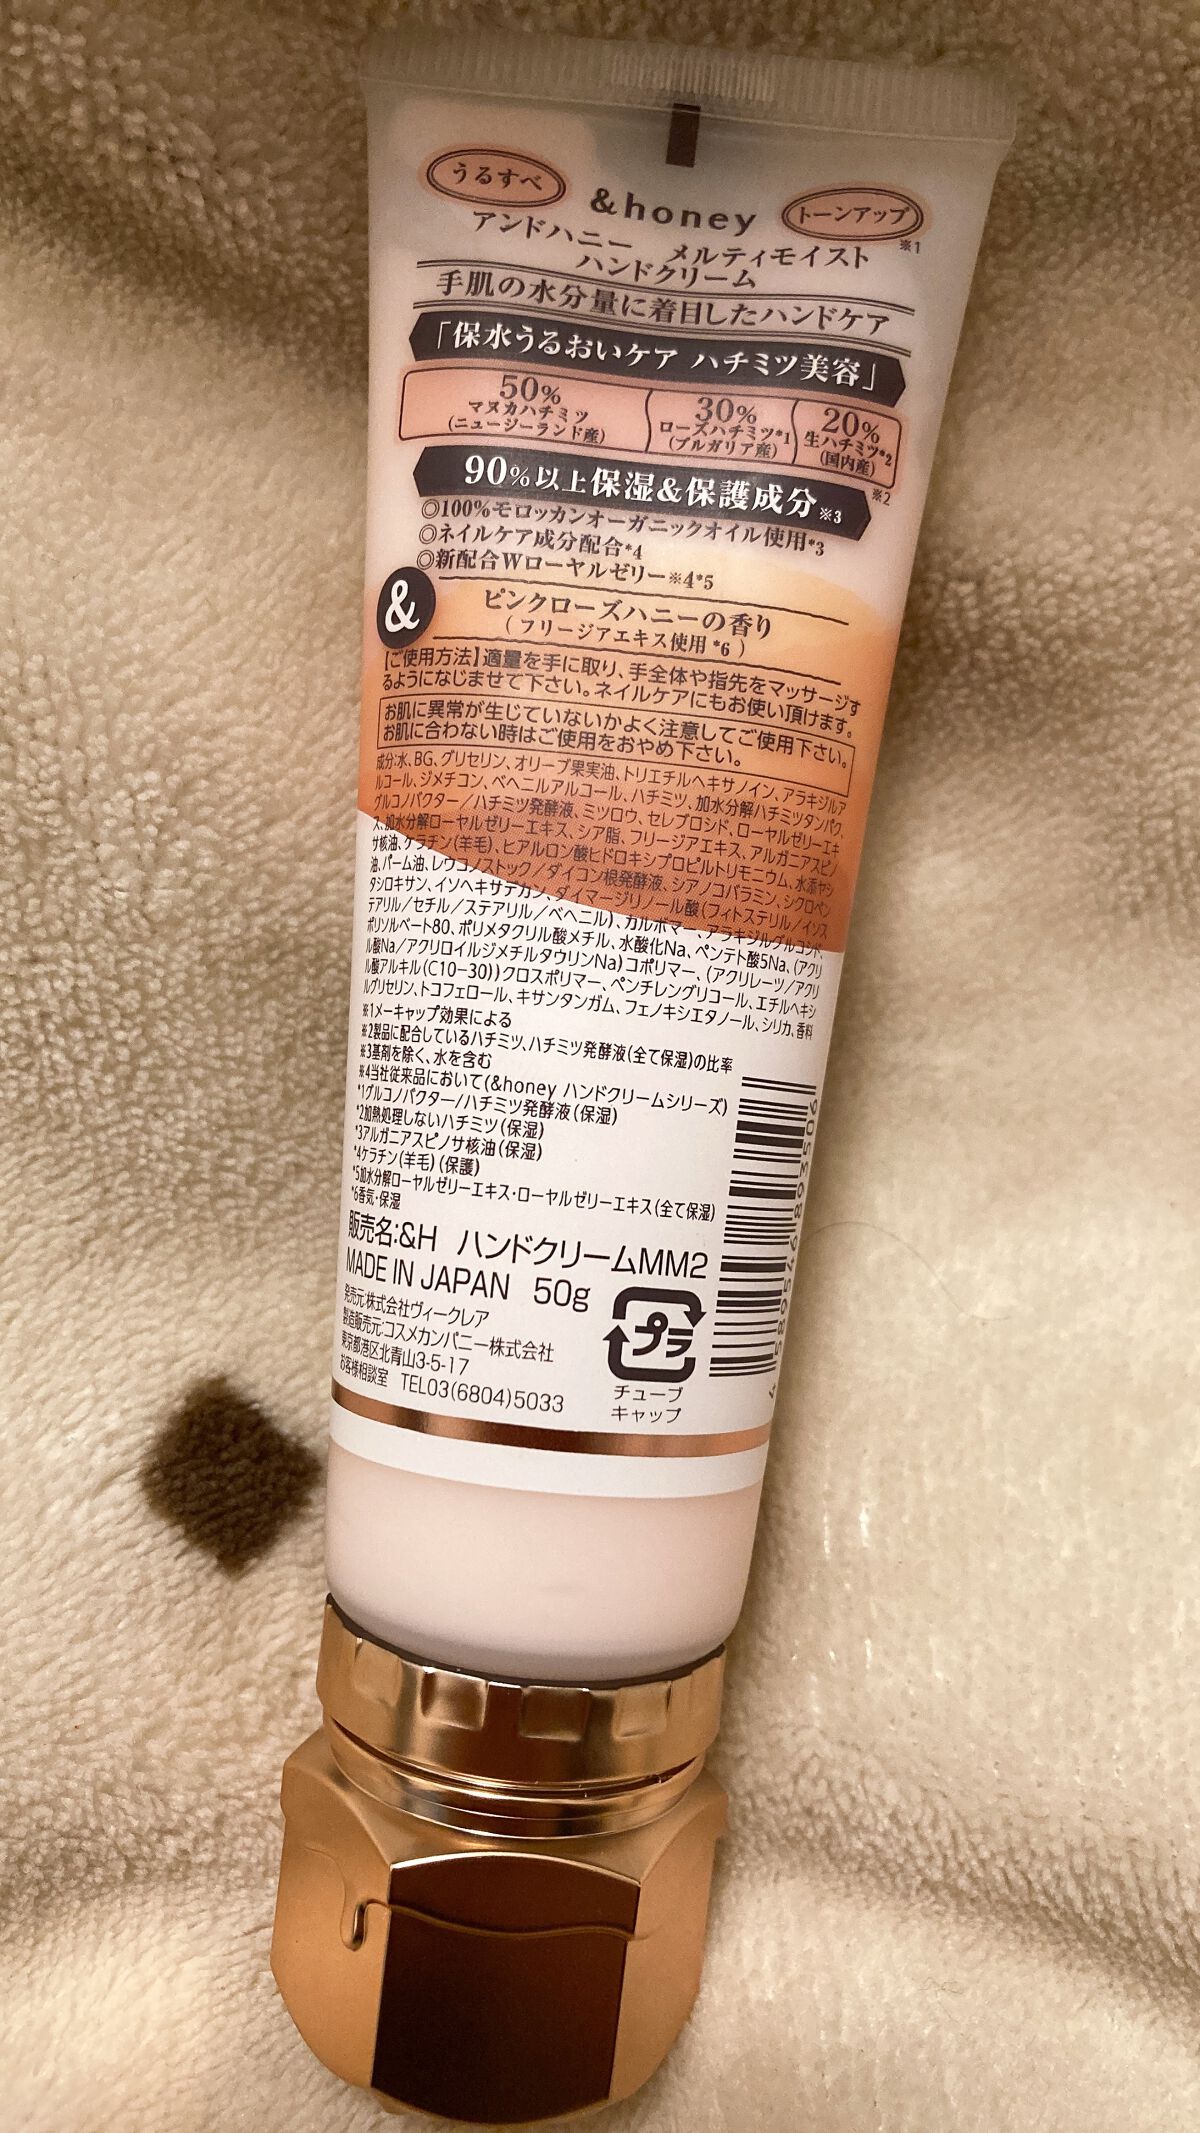 うるすべ
&honey
トーンアップ
※1
アンドハニー メルティモイスト
ハンドクリーム
手肌の水分量に着目したハンドケア
「保水うるおいケア ハチミツ美容」
50%
マヌカハチミツ
(ニュージーランド産)
30%
ローズハチミツ*1
(ブルガリア産)
20%
生ハチミツ*2
(国内産)
※2
90%以上保湿&保護成分※3
◎100%モロッカンオーガニックオイル使用*3
◎ネイルケア成分配合*4
◎新配合Wローヤルゼリー※4*5
&
ピンクローズハニーの香り
(フリージアエキス使用*6)
【ご使用方法】適量を手に取り、手全体や指先をマッサージす
るようになじませて下さい。ネイルケアにもお使い頂けます。
お肌に異常が生じていないかよく注意してご使用下さい。
お肌に合わない時はご使用をおやめ下さい。
成分:水、BG、グリセリン、オリーブ果実油、トリエチルヘキサノイン、アラキジルア
ルコール、ジメチコン、ベヘニルアルコール、ハチミツ、加水分解ハチミツタンパク、
グルコノバクター/ハチミツ発酵液、ミツロウ、セレブロシド、ローヤルゼリーエキ
ス、加水分解ローヤルゼリーエキス、シア脂、フリージアエキス、アルガニアスピノ
サ核油、ケラチン(羊毛)、ヒアルロン酸ヒドロキシプロピルトリモニウム、水添ヤシ
油、パーム油、レウコノストック/ダイコン根発酵液、シアノコバラミン、シクロペン
タシロキサン、イソヘキサデカン、ダイマージリノール酸(フィトステリル/イソス
テアリル/セチル/ステアリル/ベヘニル)、カルボマー、アラキジルグルコシド、
ポリソルベート80、ポリメタクリル酸メチル、水酸化Na、ペンテト酸5Na、(アクリ
ル酸Na/アクリロイルジメチルタウリンNa)コポリマー、(アクリレーツ/アクリ
ル酸アルキル(C10-30))クロスポリマー、ペンチレングリコール、エチルヘキシ
ルグリセリン、トコフェロール、キサンタンガム、フェノキシエタノール、シリカ、香料
※1メーキャップ効果による
※2製品に配合しているハチミツ、ハチミツ発酵液(全て保湿)の比率
※3基剤を除く、水を含む
※4当社従来品において(&honey ハンドクリームシリーズ)
*1グルコノバクター/ハチミツ発酵液(保湿)
*2加熱処理しないハチミツ(保湿)
*3アルガニアスピノサ核油(保湿)
*4ケラチン(羊毛)(保護)
*5加水分解ローヤルゼリーエキス・ローヤルゼリーエキス(全て保湿)
*6香気・保湿
販売名:&H ハンドクリームMM2
MADE IN JAPAN 50g
発売元:株式会社ヴィークレア
製造販売元:コスメカンパニー株式会社
東京都港区北青山3-5-17
お客様相談室 TEL03(6804)5033
プラ
チューブ
キャップ